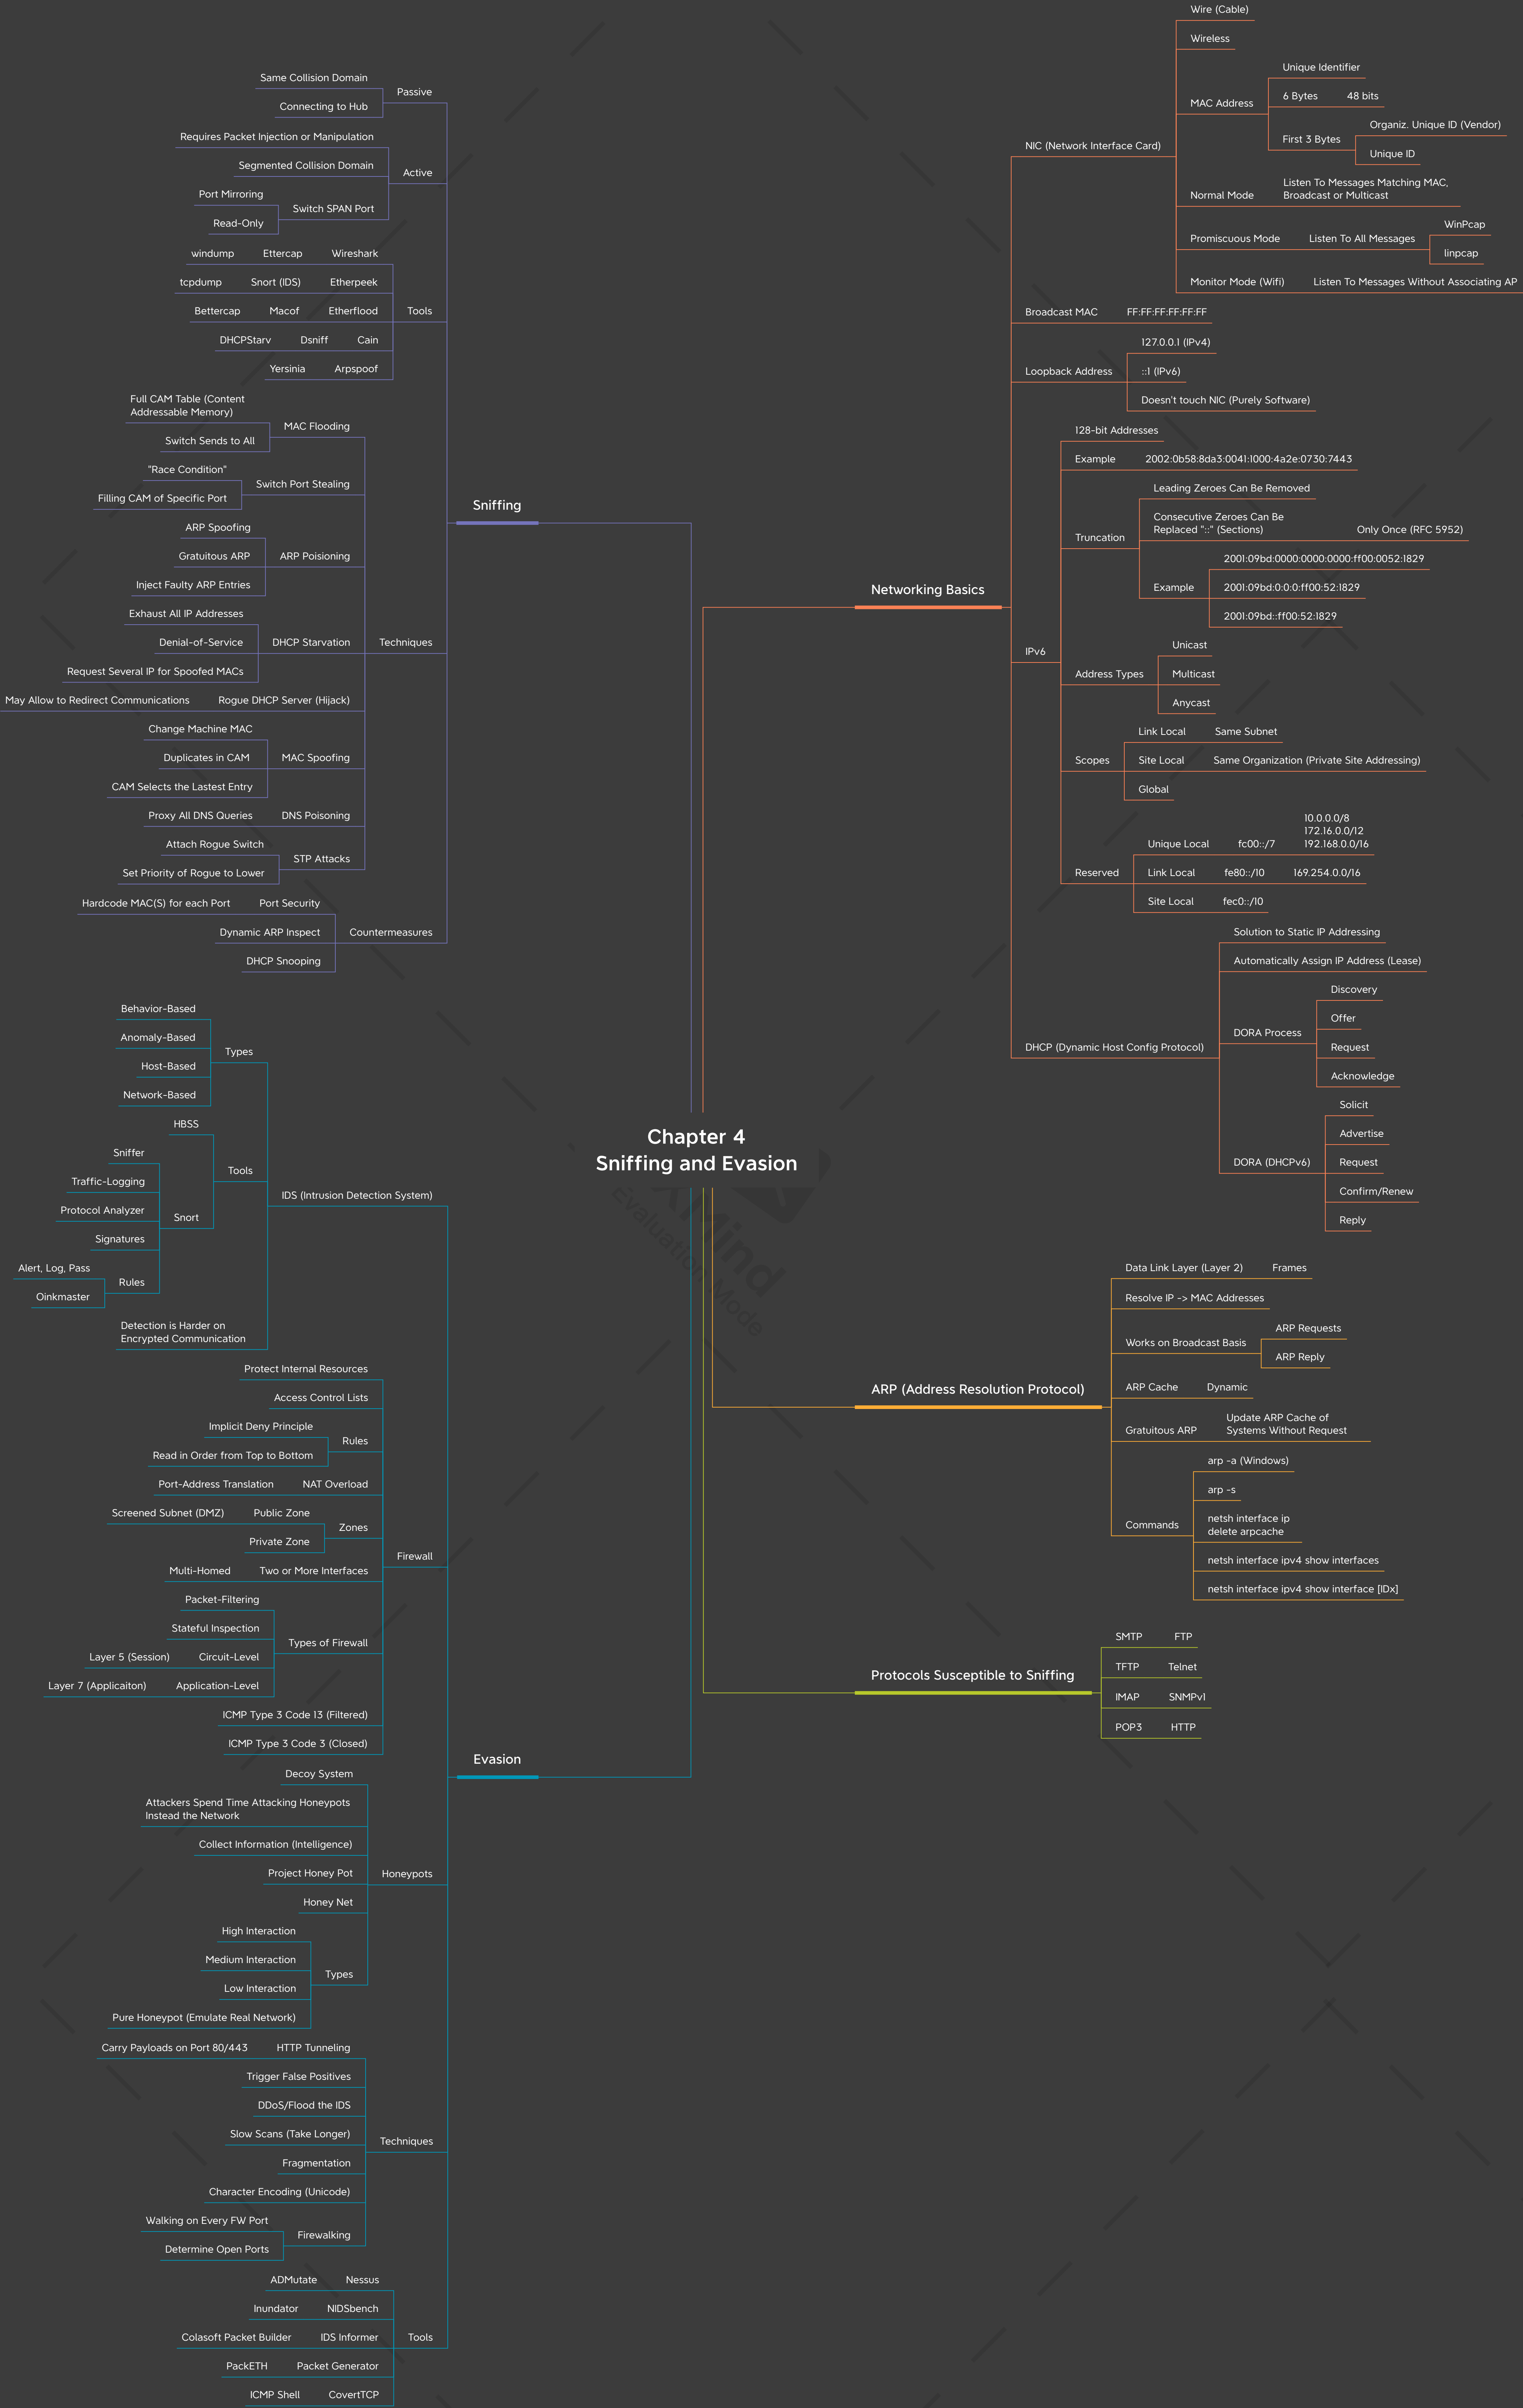 Chapter 4
Sniffing and Evasion
Networking Basics
NIC (Network Interface Card)
Wire (Cable)
Wireless
MAC Address
Unique Identifier
6 Bytes 48 bits
First 3 Bytes
Organiz. Unique ID (Vendor)
Unique ID
Normal Mode
Listen To Messages Matching MAC,
Broadcast or Multicast
Promiscuous Mode Listen To All Messages
WinPcap
linpcap
Monitor Mode (Wifi) Listen To Messages Without Associating AP
Broadcast MAC FF:FF:FF:FF:FF:FF
Loopback Address
127.0.0.1 (IPv4)
::1 (IPv6)
Doesn't touch NIC (Purely Software)
IPv6
128-bit Addresses
Example 2002:0b58:8da3:0041:1000:4a2e:0730:7443
Truncation
Leading Zeroes Can Be Removed
Consecutive Zeroes Can Be
Replaced "::" (Sections) Only Once (RFC 5952)
Example
2001:09bd:0000:0000:0000:ff00:0052:1829
2001:09bd:0:0:0:ff00:52:1829
2001:09bd::ff00:52:1829
Address Types
Unicast
Multicast
Anycast
Scopes
Link Local Same Subnet
Site Local Same Organization (Private Site Addressing)
Global
Reserved
Unique Local fc00::/7
10.0.0.0/8
172.16.0.0/12
192.168.0.0/16
Link Local fe80::/10 169.254.0.0/16
Site Local fec0::/10
DHCP (Dynamic Host Config Protocol)
Solution to Static IP Addressing
Automatically Assign IP Address (Lease)
DORA Process
Discovery
Offer
Request
Acknowledge
DORA (DHCPv6)
Solicit
Advertise
Request
Confirm/Renew
Reply
ARP (Address Resolution Protocol)
Data Link Layer (Layer 2) Frames
Resolve IP -> MAC Addresses
Works on Broadcast Basis
ARP Requests
ARP Reply
ARP Cache Dynamic
Gratuitous ARP
Update ARP Cache of
Systems Without Request
Commands
arp -a (Windows)
arp -s
netsh interface ip
delete arpcache
netsh interface ipv4 show interfaces
netsh interface ipv4 show interface [IDx]
Protocols Susceptible to Sniffing
SMTP FTP
TFTP Telnet
IMAP SNMPv1
POP3 HTTP
Sniffing
Passive
Same Collision Domain
Connecting to Hub
Active
Requires Packet Injection or Manipulation
Segmented Collision Domain
Switch SPAN Port
Port Mirroring
Read-Only
Tools
windump Ettercap Wireshark
tcpdump Snort (IDS) Etherpeek
Bettercap Macof Etherflood
DHCPStarv Dsniff Cain
Yersinia Arpspoof
Techniques
MAC Flooding
Full CAM Table (Content
Addressable Memory)
Switch Sends to All
Switch Port Stealing
"Race Condition"
Filling CAM of Specific Port
ARP Poisioning
ARP Spoofing
Gratuitous ARP
Inject Faulty ARP Entries
DHCP Starvation
Exhaust All IP Addresses
Denial-of-Service
Request Several IP for Spoofed MACs
May Allow to Redirect Communications Rogue DHCP Server (Hijack)
MAC Spoofing
Change Machine MAC
Duplicates in CAM
CAM Selects the Lastest Entry
Proxy All DNS Queries DNS Poisoning
STP Attacks
Attach Rogue Switch
Set Priority of Rogue to Lower
Countermeasures
Hardcode MAC(S) for each Port Port Security
Dynamic ARP Inspect
DHCP Snooping
Evasion
IDS (Intrusion Detection System)
Types
Behavior-Based
Anomaly-Based
Host-Based
Network-Based
Tools
HBSS
Snort
Sniffer
Traffic-Logging
Protocol Analyzer
Signatures
Rules
Alert, Log, Pass
Oinkmaster
Detection is Harder on
Encrypted Communication
Firewall
Protect Internal Resources
Access Control Lists
Rules
Implicit Deny Principle
Read in Order from Top to Bottom
Port-Address Translation NAT Overload
Zones
Screened Subnet (DMZ) Public Zone
Private Zone
Multi-Homed Two or More Interfaces
Types of Firewall
Packet-Filtering
Stateful Inspection
Layer 5 (Session) Circuit-Level
Layer 7 (Applicaiton) Application-Level
ICMP Type 3 Code 13 (Filtered)
ICMP Type 3 Code 3 (Closed)
Honeypots
Decoy System
Attackers Spend Time Attacking Honeypots
Instead the Network
Collect Information (Intelligence)
Project Honey Pot
Honey Net
Types
High Interaction
Medium Interaction
Low Interaction
Pure Honeypot (Emulate Real Network)
Techniques
Carry Payloads on Port 80/443 HTTP Tunneling
Trigger False Positives
DDoS/Flood the IDS
Slow Scans (Take Longer)
Fragmentation
Character Encoding (Unicode)
Firewalking
Walking on Every FW Port
Determine Open Ports
Tools
ADMutate Nessus
Inundator NIDSbench
Colasoft Packet Builder IDS Informer
PackETH Packet Generator
ICMP Shell CovertTCP
XMind
Evaluation Mode